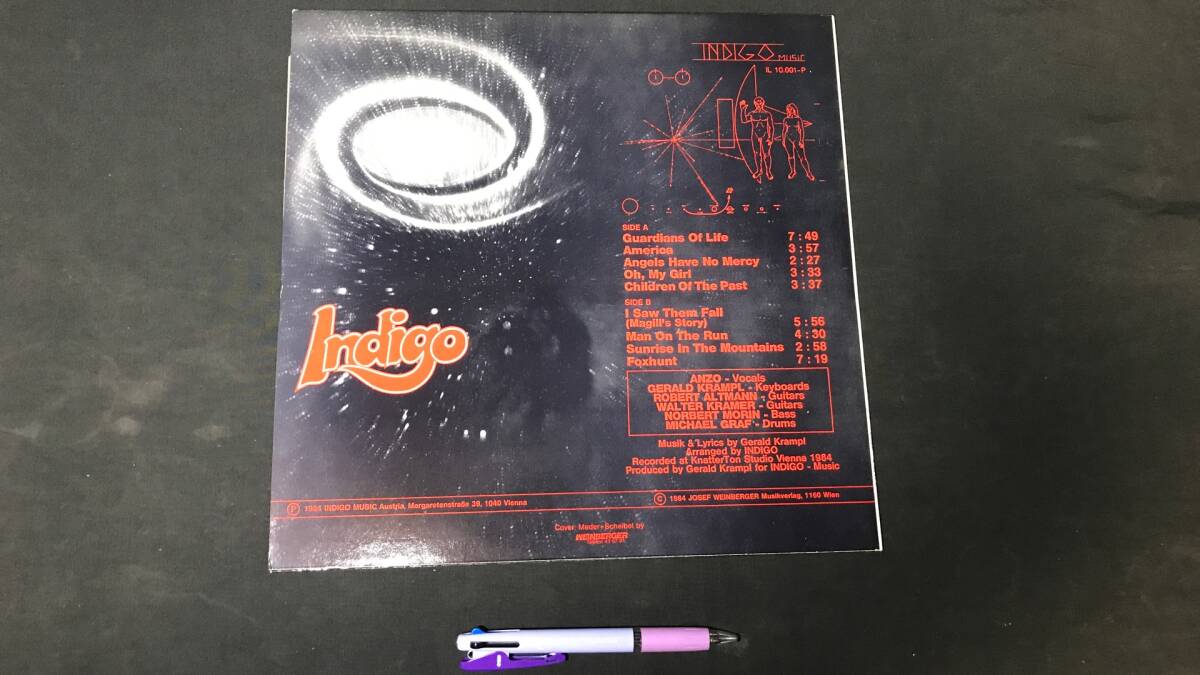 INDIGO
MUSIC
IL 10.001-P
SIDE A
Guardians Of Life 7 : 49
America 3 : 57
Angels Have No Mercy 2 : 27
Oh, My Girl 3 : 33
Children Of The Past 3 : 37
SIDE B
I Saw Them Fall
(Magill's Story) 5 : 56
Man On The Run 4 : 30
Sunrise In The Mountains 2 : 58
Foxhunt 7 : 19
Indigo
ANZO - Vocals
GERALD KRAMPL - Keyboards
ROBERT ALTMANN - Guitars
WALTER KRAMER - Guitars
NORBERT MORIN - Bass
MICHAEL GRAF - Drums
Musik & Lyrics by Gerald Krampl
Arranged by INDIGO
Recorded at KnatterTon Studio Vienna 1984
Produced by Gerald Krampl for INDIGO - Music
Ⓟ 1984 INDIGO MUSIC Austria, Margaretenstraße 39, 1040 Vienna
© 1984 JOSEF WEINBERGER Musikverlag, 1160 Wien
Cover: Mader+Scheibel by
WEINBERGER